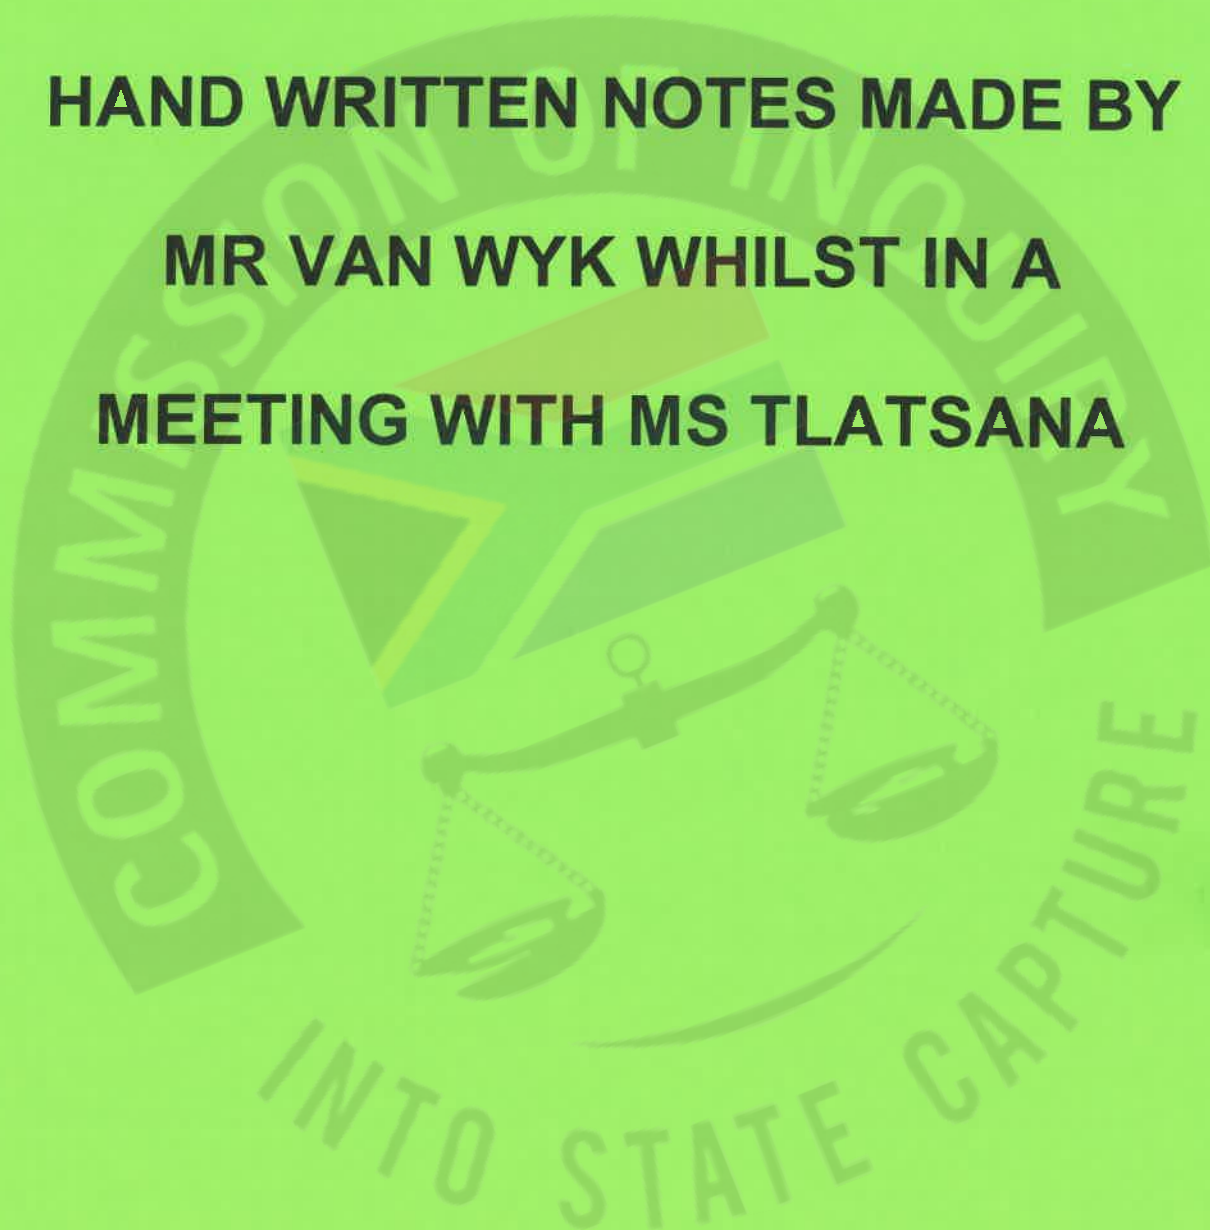 HAND WRITTEN NOTES MADE BY
MR VAN WYK WHILST IN A
MEETING WITH MS TLATSANA
COMMISSION OF INQUIRY
INTO STATE CAPTURE